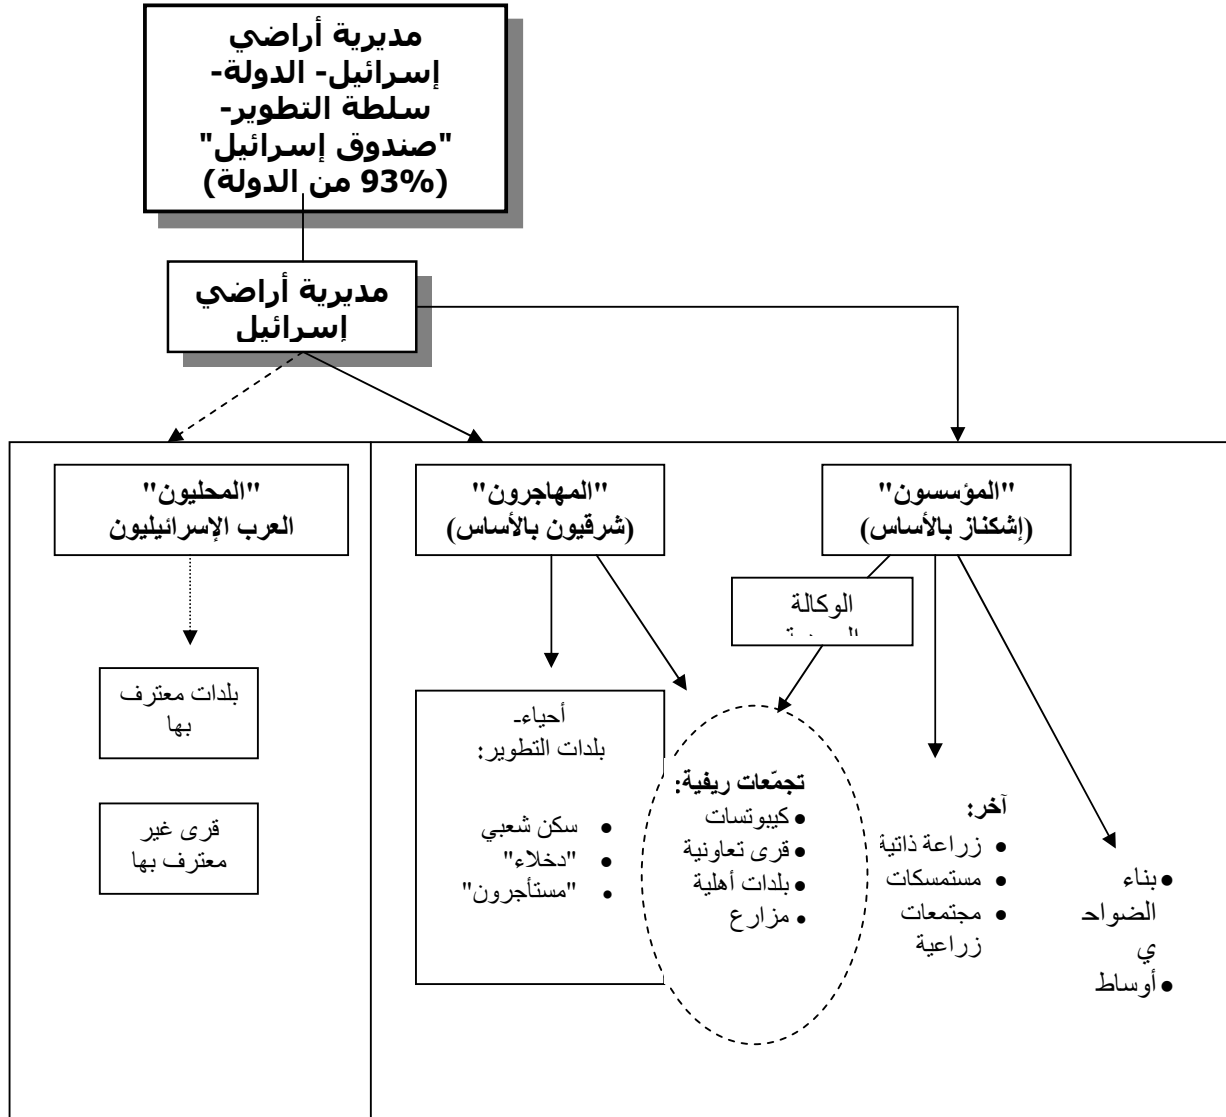 مديرية أراضي
إسرائيل- الدولة-
سلطة التطوير-
"صندوق إسرائيل"
(93% من الدولة)
مديرية أراضي
إسرائيل
"المؤسسون"
(إشكناز بالأساس)
"المهاجرون"
(شرقيون بالأساس)
"المحليون"
العرب الإسرائيليون
الوكالة
بلدات معترف
بها
قرى غير
معترف بها
أحياء-
بلدات التطوير:
• سكن شعبي
• "دخلاء"
• "مستأجرون"
تجمّعات ريفية:
• كيبوتسات
• قرى تعاونية
• بلدات أهلية
• مزارع
آخر:
• زراعة ذاتية
• مستمسكات
• مجتمعات
زراعية
• بناء
الضواحـ
ي
• أوساط